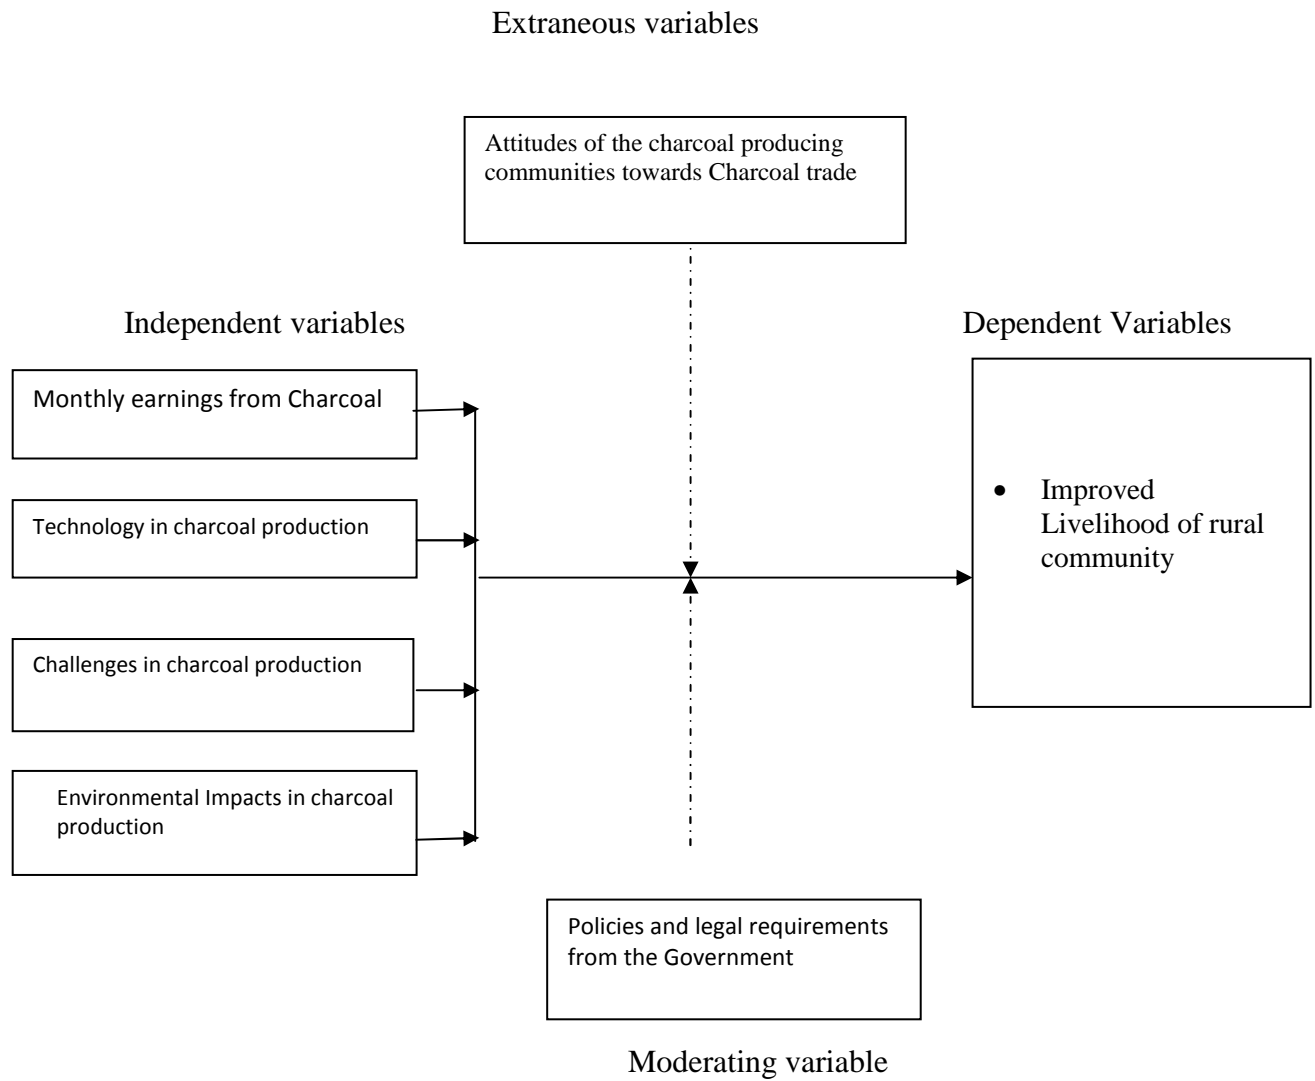 Extraneous variables
Attitudes of the charcoal producing
communities towards Charcoal trade
Independent variables
Dependent Variables
Monthly earnings from Charcoal
Technology in charcoal production
Challenges in charcoal production
Environmental Impacts in charcoal
production
• Improved
Livelihood of rural
community
Policies and legal requirements
from the Government
Moderating variable